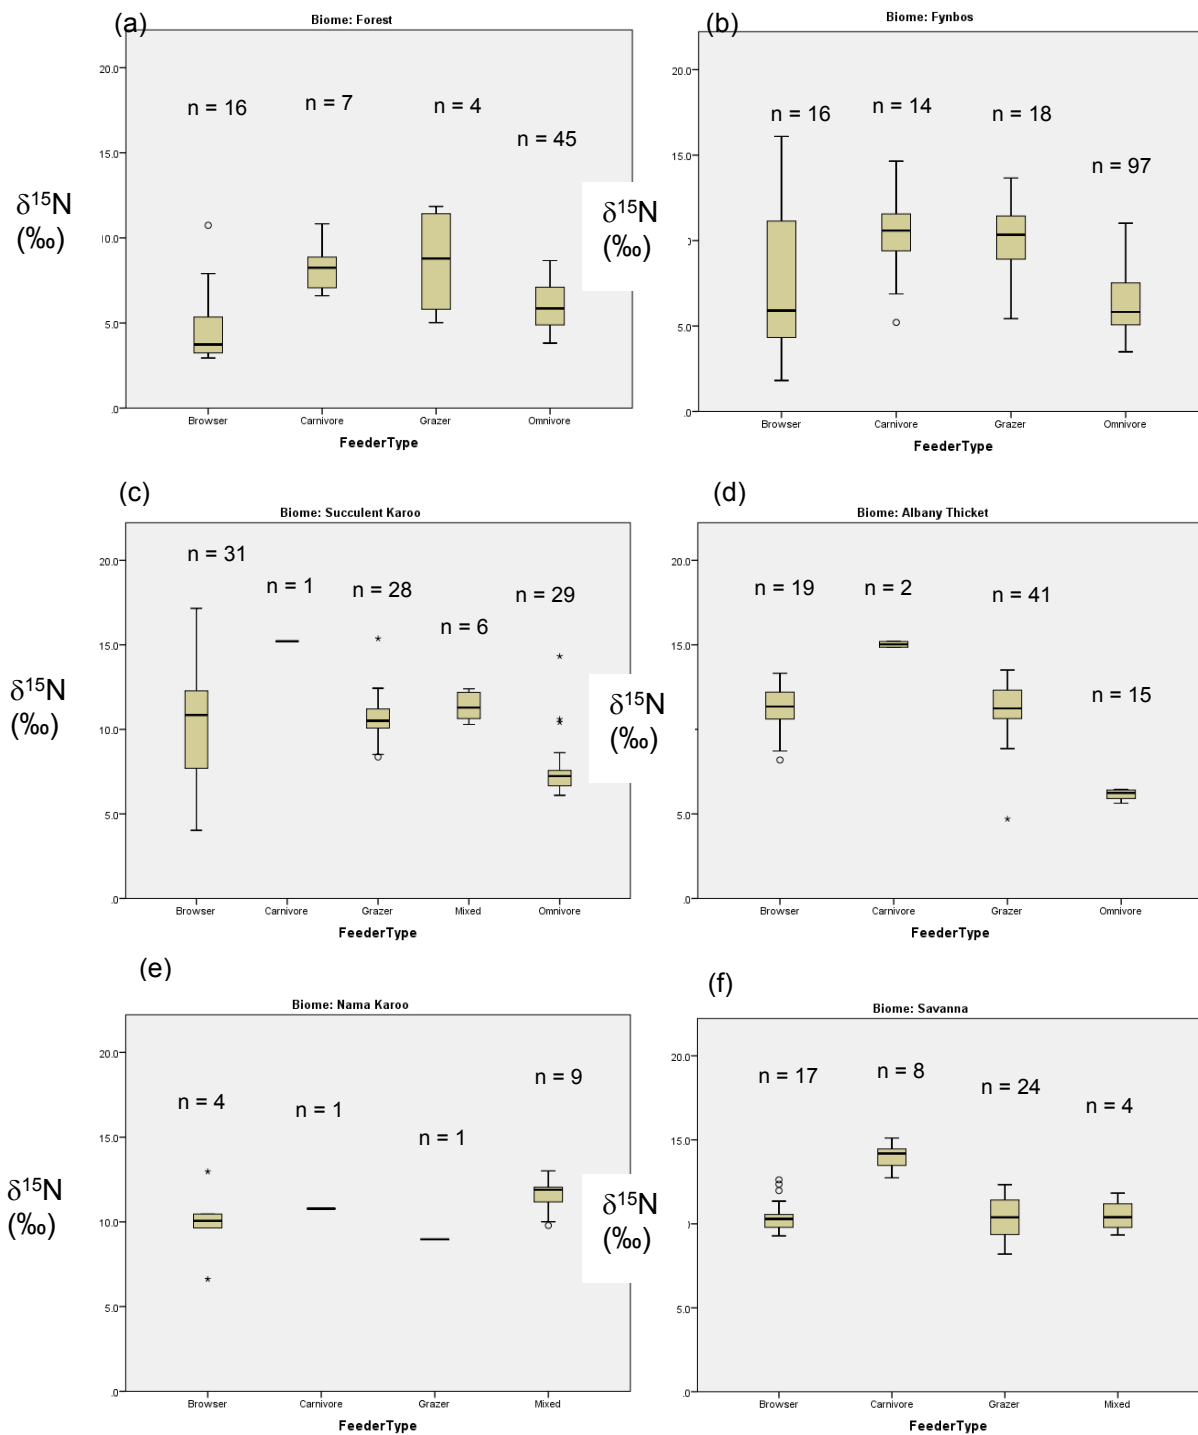 (a)
Biome: Forest
20.0
15.0
10.0
5.0
.0
n = 16
n = 7
n = 4
n = 45
δ¹⁵N
(‰)
Browser Carnivore Grazer Omnivore
FeederType
(b)
Biome: Fynbos
20.0
15.0
0
5.0
.0
n = 16
n = 14
n = 18
n = 97
δ¹⁵N
(‰)
Browser Carnivore Grazer Omnivore
FeederType
(c)
Biome: Succulent Karoo
20.0
15.0
10.0
5.0
.0
n = 31
n = 1
n = 28
n = 6
n = 29
δ¹⁵N
(‰)
Browser Carnivore Grazer Mixed Omnivore
FeederType
(d)
Biome: Albany Thicket
20.0
15.0
5.0
.0
n = 19
n = 2
n = 41
n = 15
δ¹⁵N
(‰)
Browser Carnivore Grazer Omnivore
FeederType
(e)
Biome: Nama Karoo
20.0
15.0
10.0
5.0
.0
n = 4
n = 1
n = 1
n = 9
δ¹⁵N
(‰)
Browser Carnivore Grazer Mixed
FeederType
(f)
Biome: Savanna
20.0
15.0
0
5.0
.0
n = 17
n = 8
n = 24
n = 4
δ¹⁵N
(‰)
Browser Carnivore Grazer Mixed
FeederType